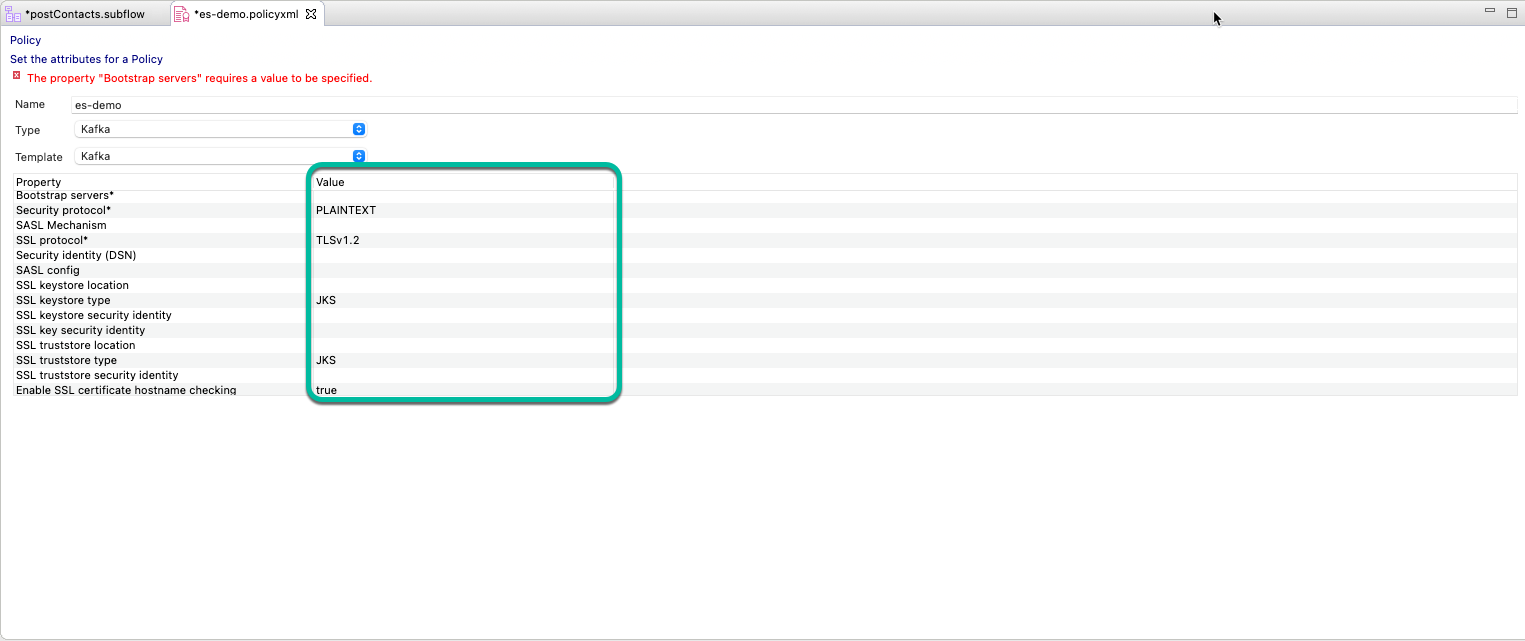 *postContacts.subflow *es-demo.policyxml
Policy
Set the attributes for a Policy
The property "Bootstrap servers" requires a value to be specified.
Name es-demo
Type Kafka
Template Kafka
Property Value
Bootstrap servers*
Security protocol* PLAINTEXT
SASL Mechanism
SSL protocol* TLSv1.2
Security identity (DSN)
SASL config
SSL keystore location
SSL keystore type JKS
SSL keystore security identity
SSL key security identity
SSL truststore location
SSL truststore type JKS
SSL truststore security identity
Enable SSL certificate hostname checking true